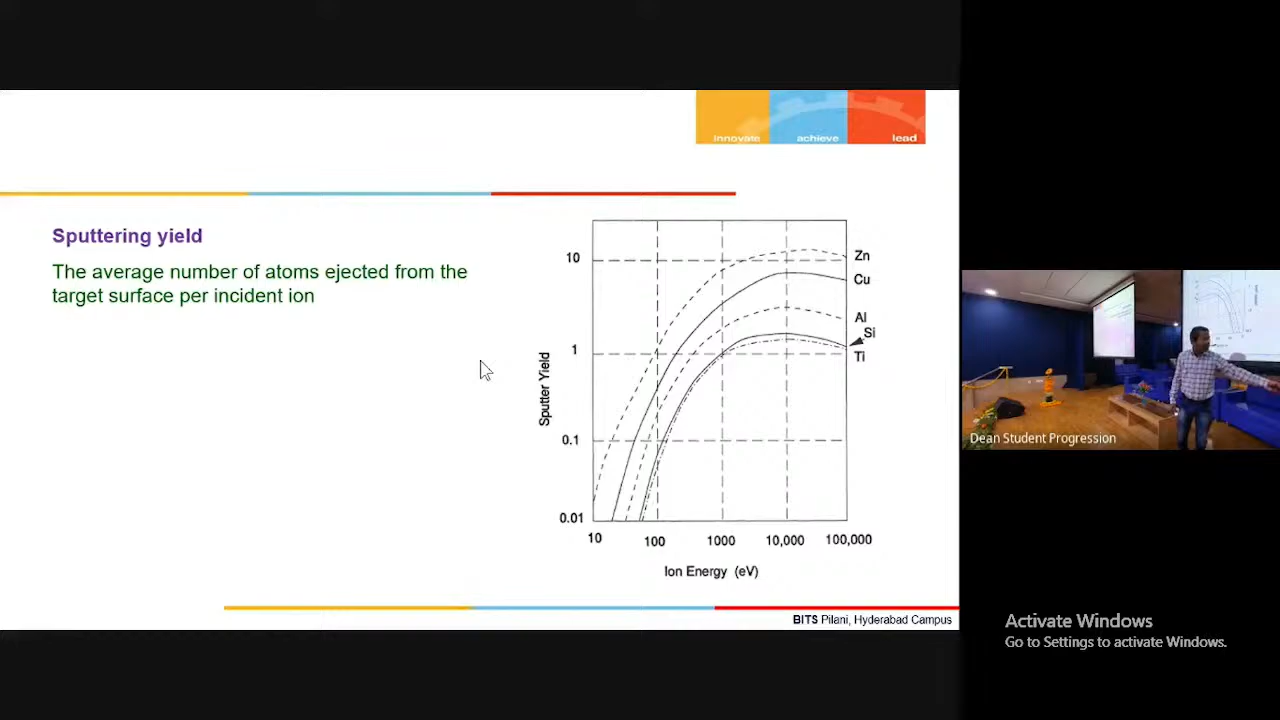 innovate achieve lead
Sputtering yield
The average number of atoms ejected from the
target surface per incident ion
Sputter Yield
10
1
0.1
0.01
10 100 1000 10,000 100,000
Ion Energy (eV)
Zn
Cu
Al
Si
Ti
BITS Pilani, Hyderabad Campus
Dean Student Progression
Activate Windows
Go to Settings to activate Windows.